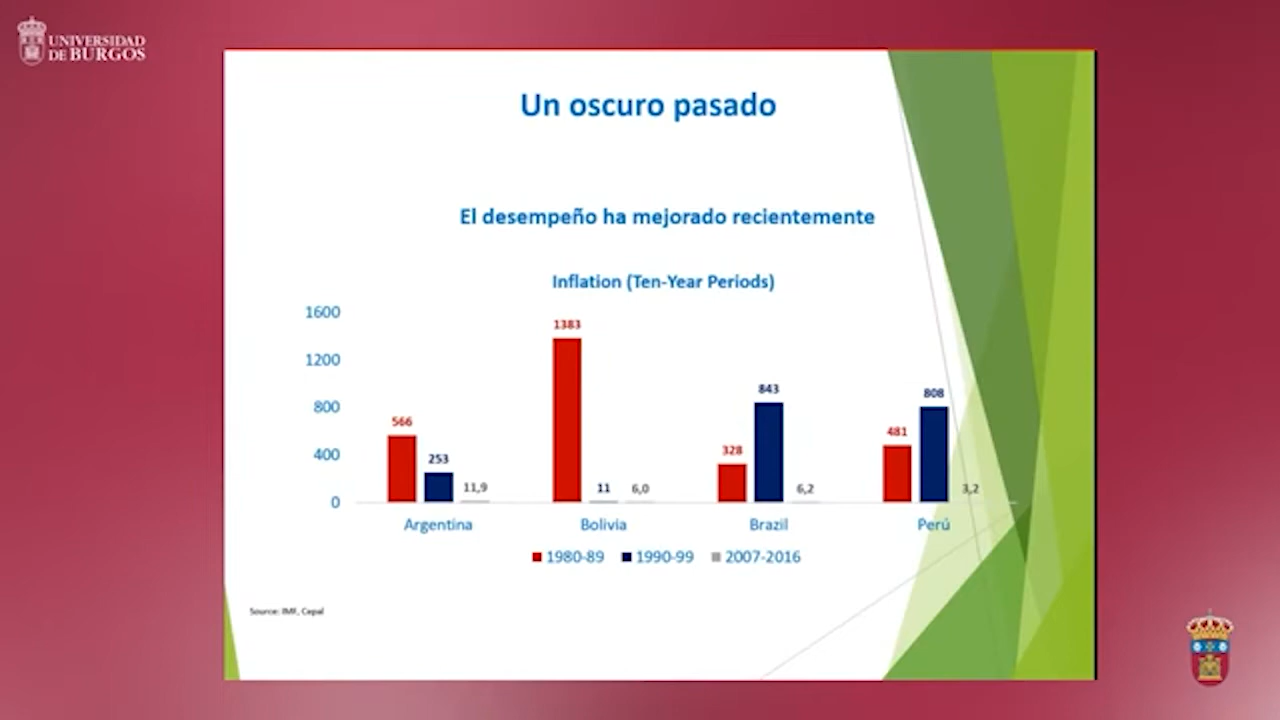 UNIVERSIDAD
DE BURGOS
Un oscuro pasado
El desempeño ha mejorado recientemente
Inflation (Ten-Year Periods)
1600
1200
800
400
0
566
253
11,9
1383
11
6,0
328
843
6,2
481
808
3,2
Argentina
Bolivia
Brazil
Perú
1980-89
1990-99
2007-2016
Source: IMF, Cepal